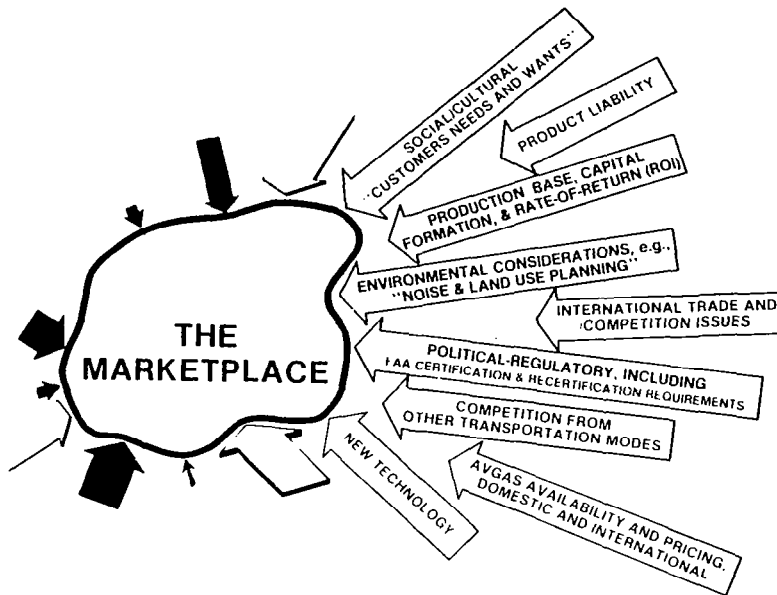 SOCIAL/CULTURAL
"CUSTOMERS NEEDS AND WANTS"
PRODUCT LIABILITY
PRODUCTION BASE, CAPITAL
FORMATION, & RATE-OF-RETURN (ROI)
ENVIRONMENTAL CONSIDERATIONS, e.g.,
"NOISE & LAND USE PLANNING"
INTERNATIONAL TRADE AND
COMPETITION ISSUES
THE
MARKETPLACE
POLITICAL-REGULATORY, INCLUDING
FAA CERTIFICATION & RECERTIFICATION REQUIREMENTS
COMPETITION FROM
OTHER TRANSPORTATION MODES
NEW TECHNOLOGY
AVGAS AVAILABILITY AND PRICING,
DOMESTIC AND INTERNATIONAL